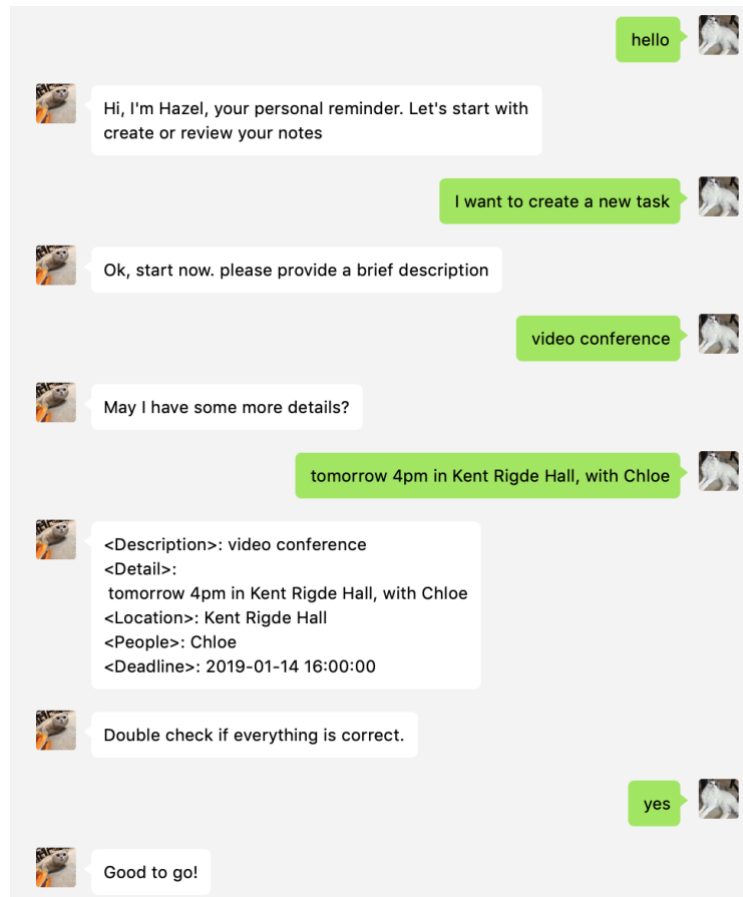 hello
Hi, I'm Hazel, your personal reminder. Let's start with
create or review your notes
I want to create a new task
Ok, start now. please provide a brief description
video conference
May I have some more details?
tomorrow 4pm in Kent Rigde Hall, with Chloe
<Description>: video conference
<Detail>:
tomorrow 4pm in Kent Rigde Hall, with Chloe
<Location>: Kent Rigde Hall
<People>: Chloe
<Deadline>: 2019-01-14 16:00:00
Double check if everything is correct.
yes
Good to go!